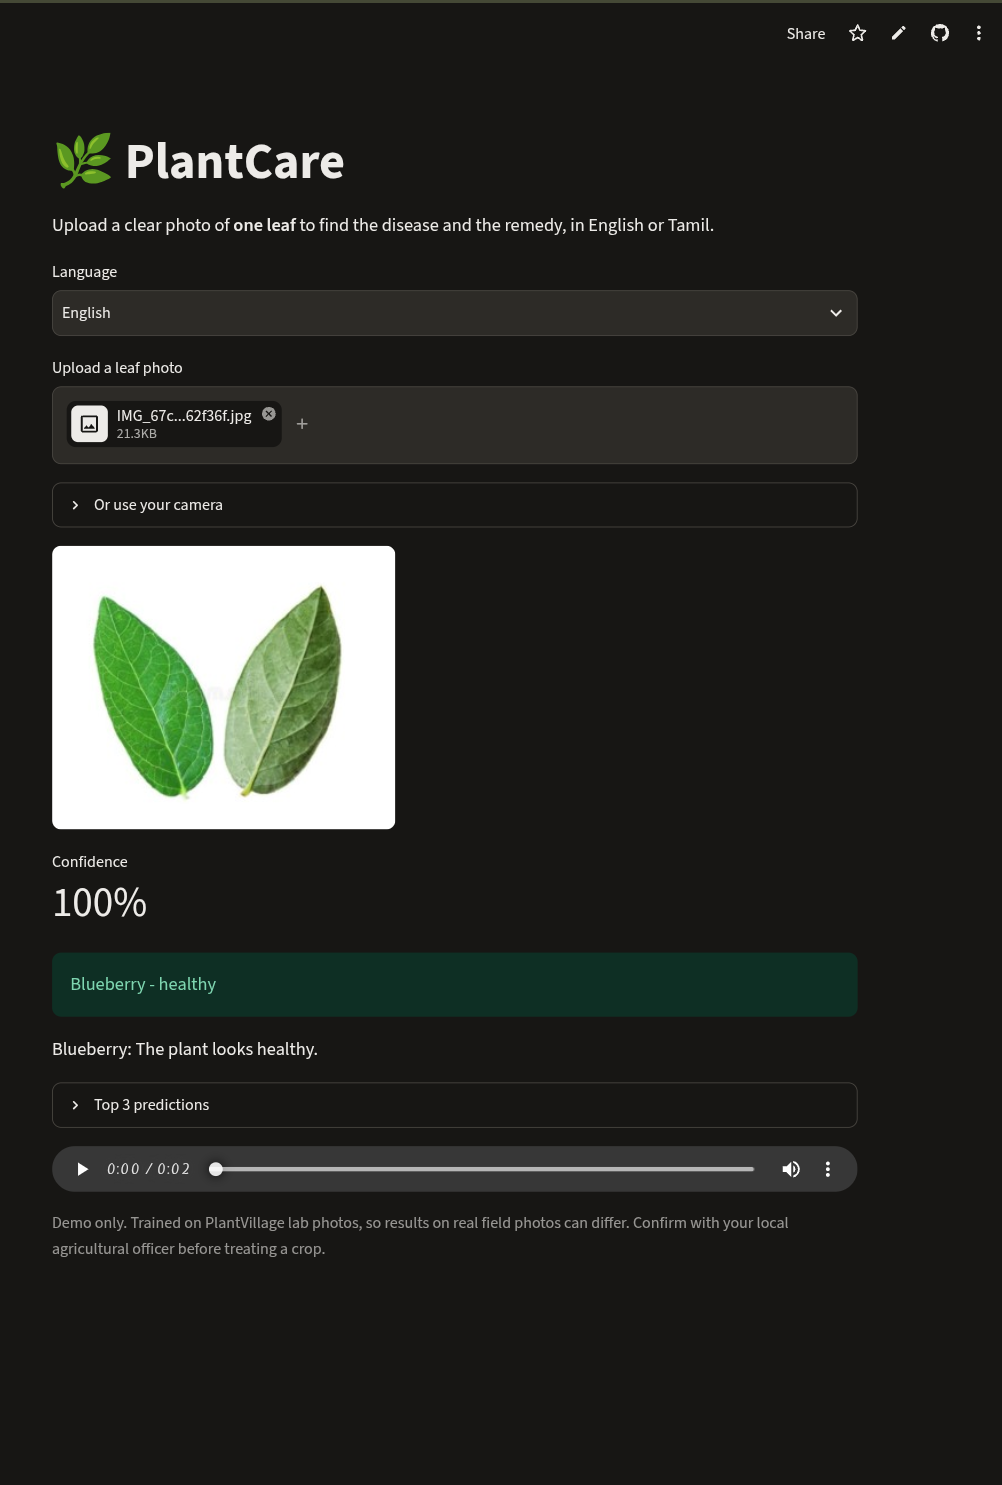 Share
PlantCare
Upload a clear photo of one leaf to find the disease and the remedy, in English or Tamil.
Language
English
Upload a leaf photo
IMG_67c...62f36f.jpg
21.3KB
Or use your camera
Confidence
100%
Blueberry - healthy
Blueberry: The plant looks healthy.
Top 3 predictions
0:00 / 0:02
Demo only. Trained on PlantVillage lab photos, so results on real field photos can differ. Confirm with your local
agricultural officer before treating a crop.